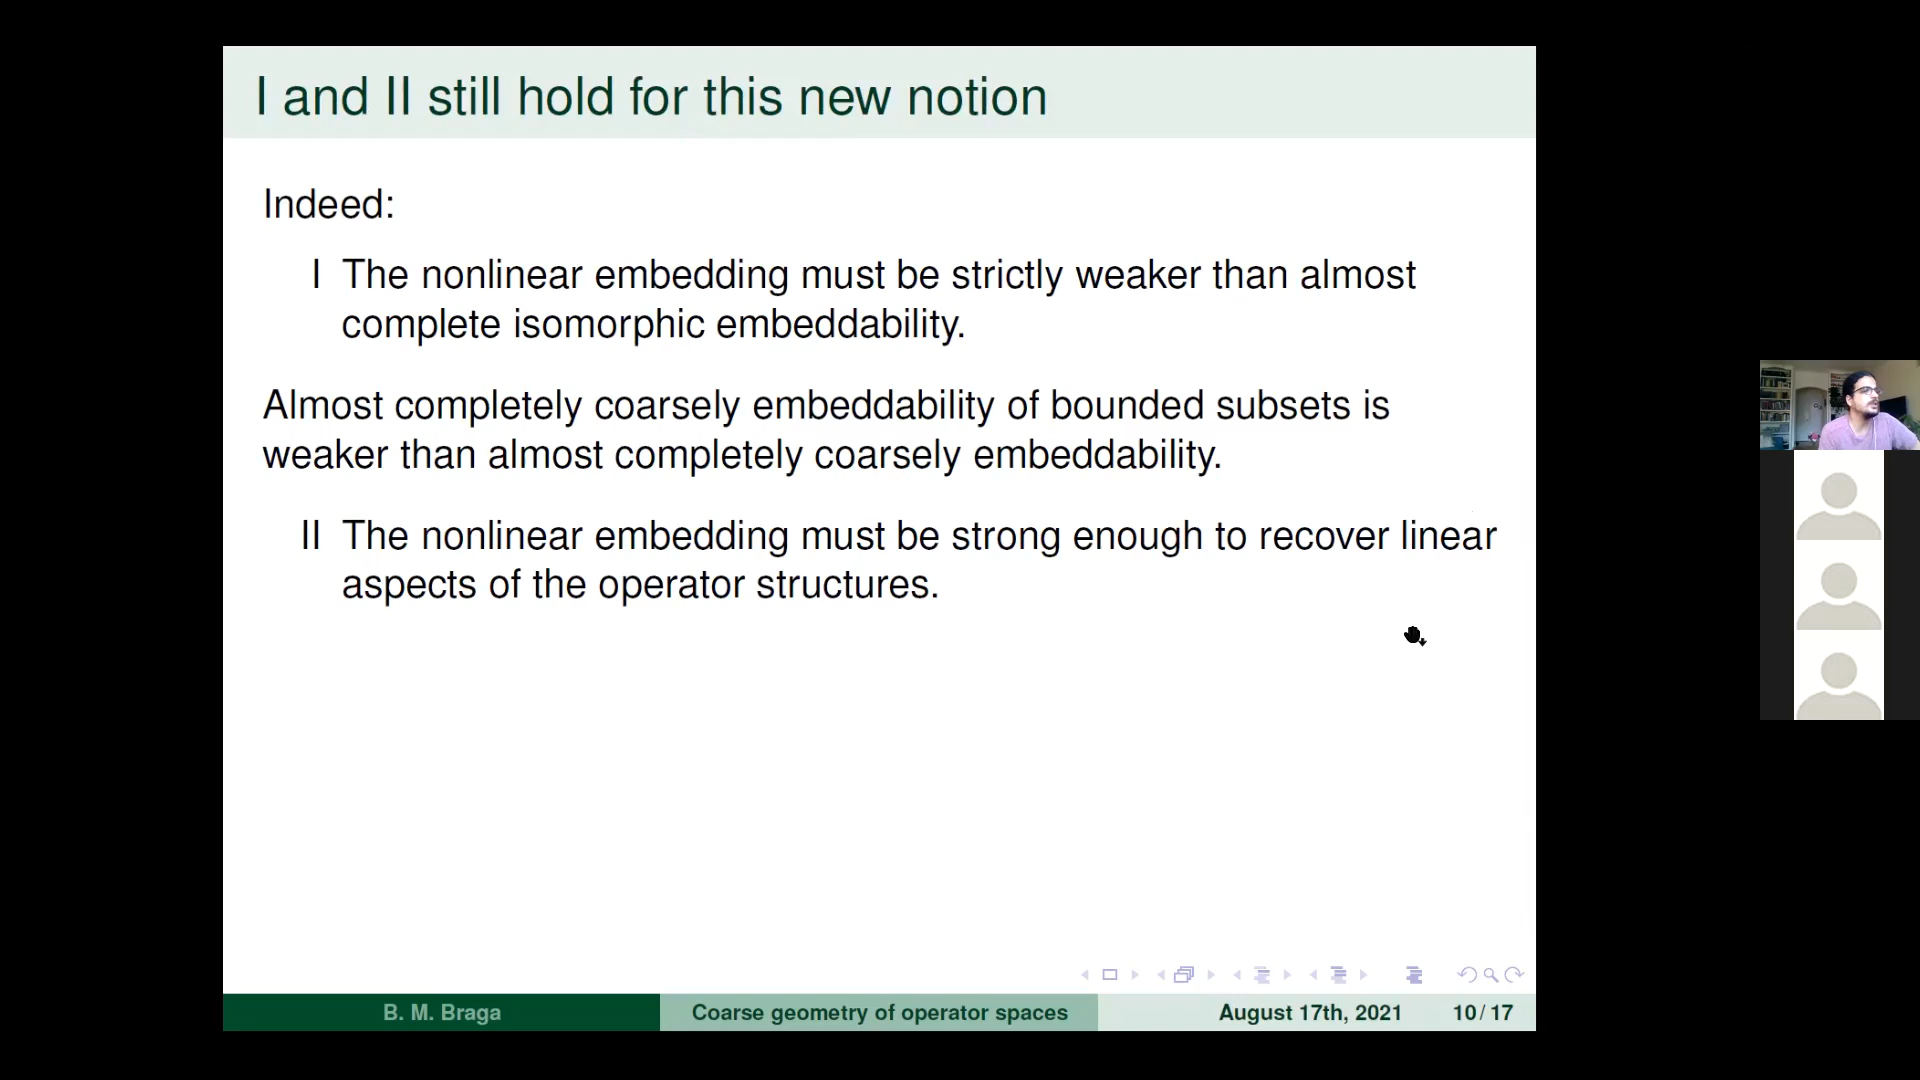 I and II still hold for this new notion
Indeed:
I The nonlinear embedding must be strictly weaker than almost
complete isomorphic embeddability.
Almost completely coarsely embeddability of bounded subsets is
weaker than almost completely coarsely embeddability.
II The nonlinear embedding must be strong enough to recover linear
aspects of the operator structures.
B. M. Braga
Coarse geometry of operator spaces
August 17th, 2021
10/17